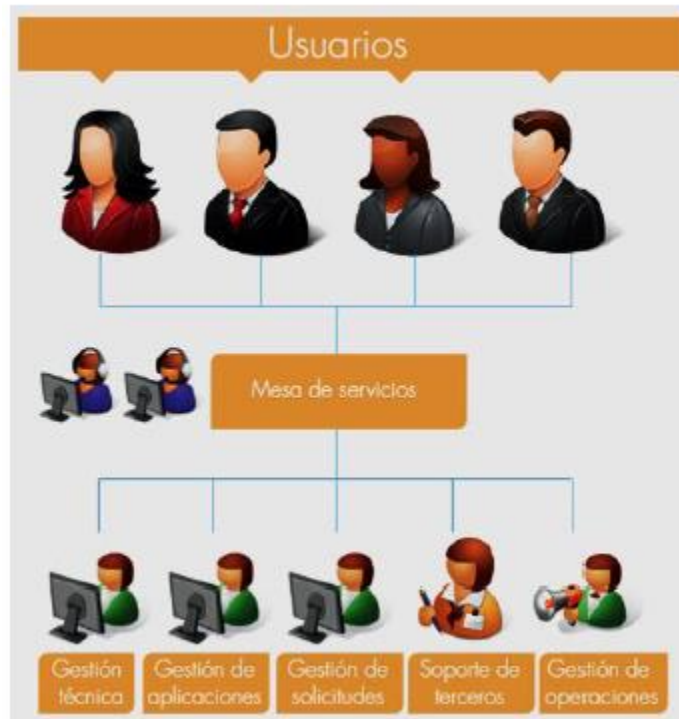 Usuarios
Mesa de servicios
Gestión
técnica
Gestión de
aplicaciones
Gestión de
solicitudes
Soporte de
terceros
Gestión de
operaciones